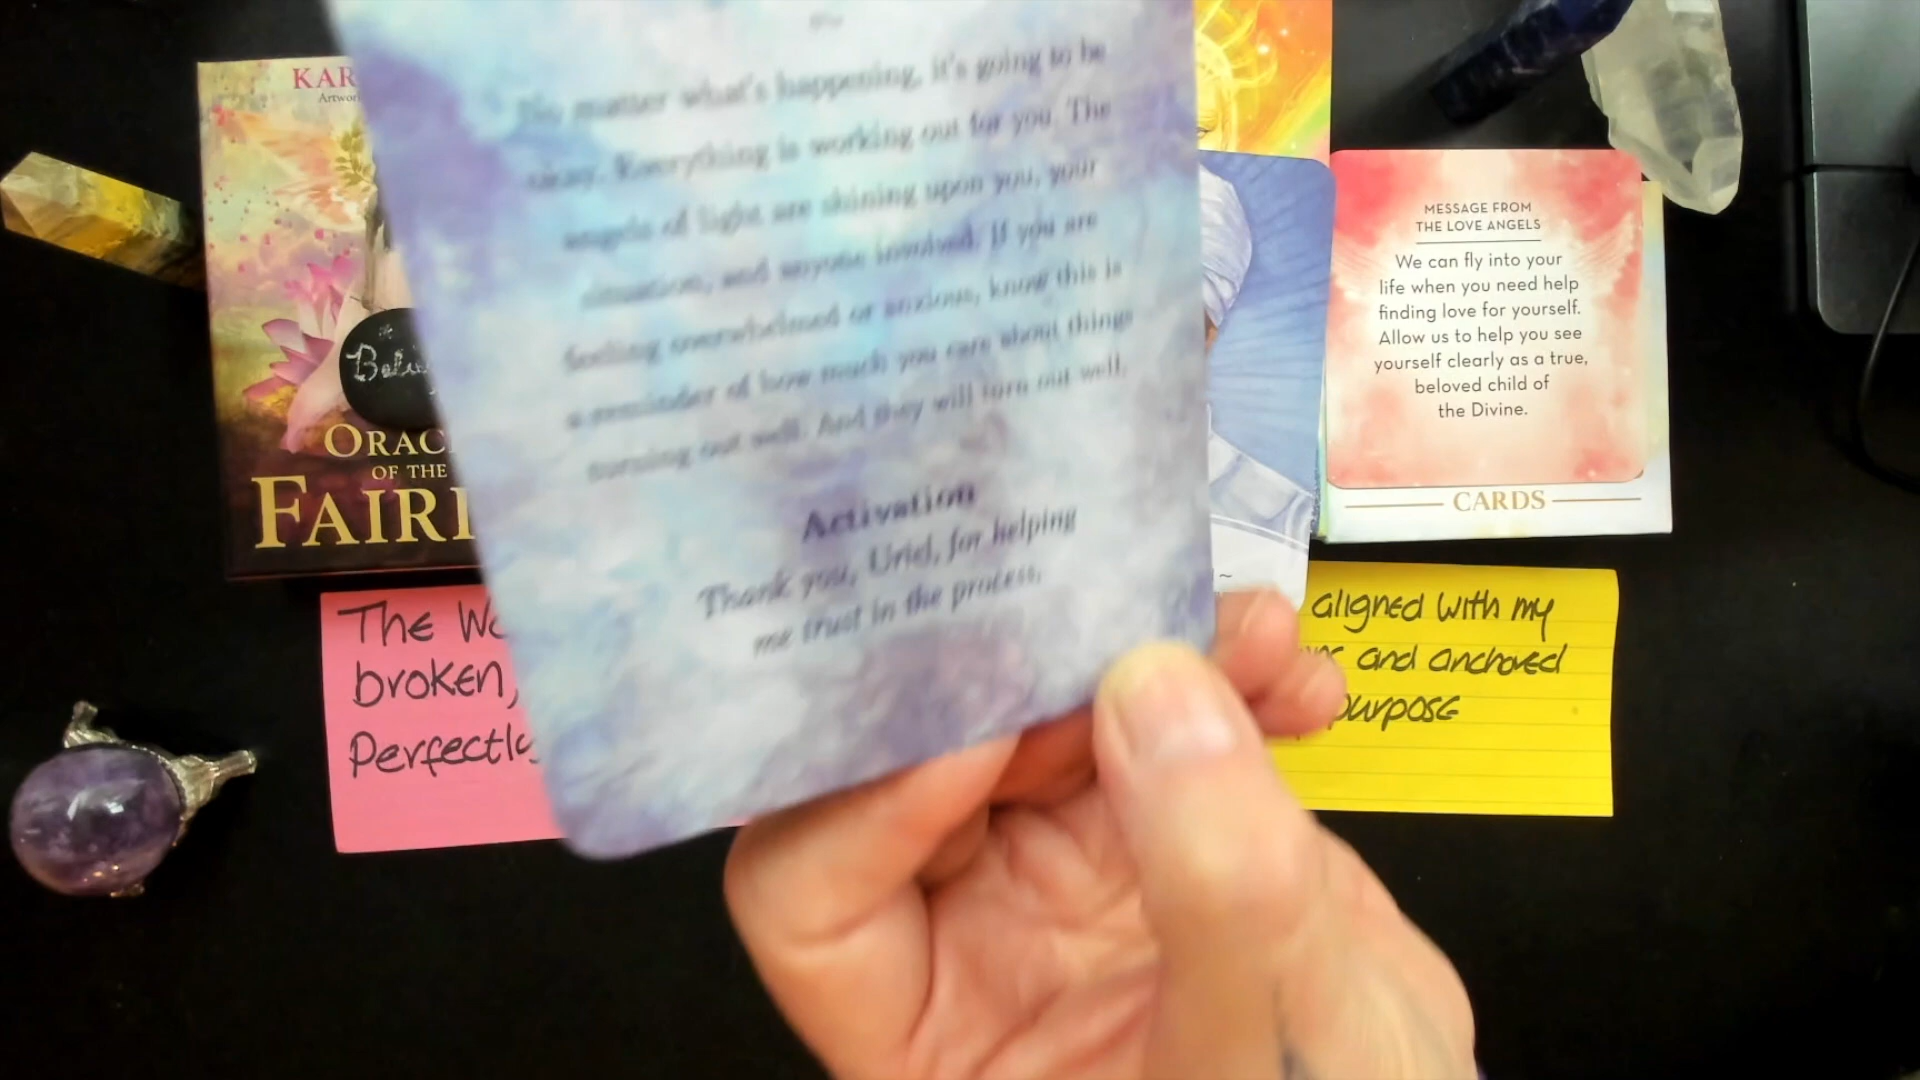 KAR
Artwor
Beli
ORAC
OF THE
FAIRI
~
No matter what's happening, it's going to be
okay. Everything is working out for you. The
angels of light are shining upon you, your
situation, and anyone involved. If you are
feeling overwhelmed or anxious, know this is
a reminder of how much you care about things
turning out well. And they will turn out well.
Activation
Thank you, Uriel, for helping
me trust in the process.
MESSAGE FROM
THE LOVE ANGELS
We can fly into your
life when you need help
finding love for yourself.
Allow us to help you see
yourself clearly as a true,
beloved child of
the Divine.
CARDS
~
The Wo
broken,
Perfectly
aligned with my
and anchored
purpose